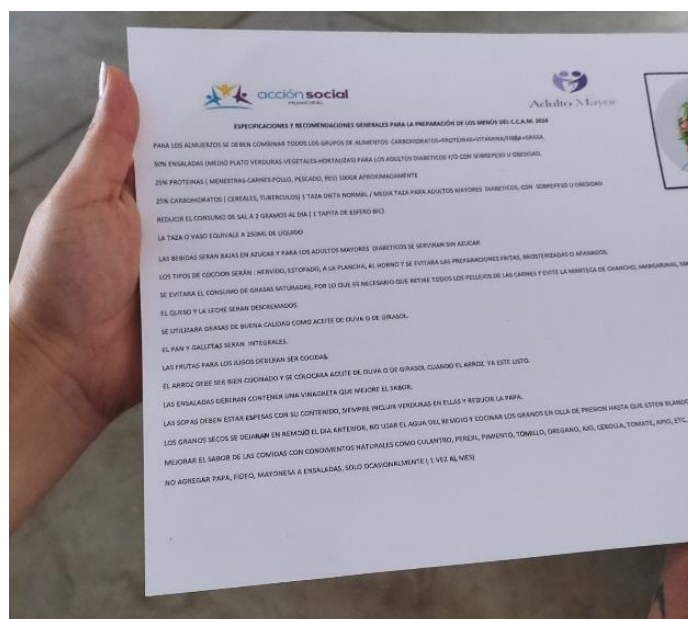 acción social
MUNICIPAL
Adulto Mayor
ESPECIFICACIONES Y RECOMENDACIONES GENERALES PARA LA PREPARACIÓN DE LOS MENÚS DEL C.C.A.M. 2024
PARA LOS ALMUERZOS SE DEBEN COMBINAR TODOS LOS GRUPOS DE ALIMENTOS: CARBOHIDRATOS+PROTEINAS+VITAMINA/FIBRA+GRASA.
50% ENSALADAS (MEDIO PLATO VERDURAS-VEGETALES-HORTALIZAS) PARA LOS ADULTOS DIABETICOS Y/O CON SOBREPESO U OBESIDAD.
25% PROTEINAS ( MENESTRAS-CARNES-POLLO, PESCADO, RES) 100GR APROXIMADAMENTE
25% CARBOHIDRATOS ( CEREALES, TUBERCULOS) 1 TAZA DIETA NORMAL / MEDIA TAZA PARA ADULTOS MAYORES DIABETICOS, CON SOBREPESO U OBESIDAD
REDUCIR EL CONSUMO DE SAL A 2 GRAMOS AL DIA ( 1 TAPITA DE ESFERO BIC)
LA TAZA O VASO EQUIVALE A 250ML DE LIQUIDO
LAS BEBIDAS SERAN BAJAS EN AZUCAR Y PARA LOS ADULTOS MAYORES DIABETICOS SE SERVIRAN SIN AZUCAR
LOS TIPOS DE COCCION SERÁN : HERVIDO, ESTOFADO, A LA PLANCHA, AL HORNO Y SE EVITARA LAS PREPARACIONES FRITAS, BROSTERIZADAS O APANADOS.
SE EVITARA EL CONSUMO DE GRASAS SATURADAS, POR LO QUE ES NECESARIO QUE RETIRE TODOS LOS PELLEJOS DE LAS CARNES Y EVITE LA MANTECA DE CHANCHO, MARGARINAS,
EL QUESO Y LA LECHE SERAN DESCREMADOS.
SE UTILIZARA GRASAS DE BUENA CALIDAD COMO ACEITE DE OLIVA O DE GIRASOL.
EL PAN Y GALLETAS SERAN INTEGRALES.
LAS FRUTAS PARA LOS JUGOS DEBERAN SER COCIDAS.
EL ARROZ DEBE SER BIEN COCINADO Y SE COLOCARA ACEITE DE OLIVA O DE GIRASOL CUANDO EL ARROZ YA ESTE LISTO.
LAS ENSALADAS DEBERAN CONTENER UNA VINAGRETA QUE MEJORE EL SABOR.
LAS SOPAS DEBEN ESTAR ESPESAS CON SU CONTENIDO, SIEMPRE INCLUIR VERDURAS EN ELLAS Y REDUCIR LA PAPA.
LOS GRANOS SECOS SE DEJARAN EN REMOJO EL DIA ANTERIOR, NO USAR EL AGUA DEL REMOJO Y COCINAR LOS GRANOS EN OLLA DE PRESION HASTA QUE ESTEN BLANDO
MEJORAR EL SABOR DE LAS COMIDAS CON CONDIMENTOS NATURALES COMO CULANTRO, PEREJIL, PIMIENTO, TOMILLO, OREGANO, AJO, CEBOLLA, TOMATE, APIO, ETC.
NO AGREGAR PAPA, FIDEO, MAYONESA A ENSALADAS, SOLO OCASIONALMENTE ( 1 VEZ AL MES)